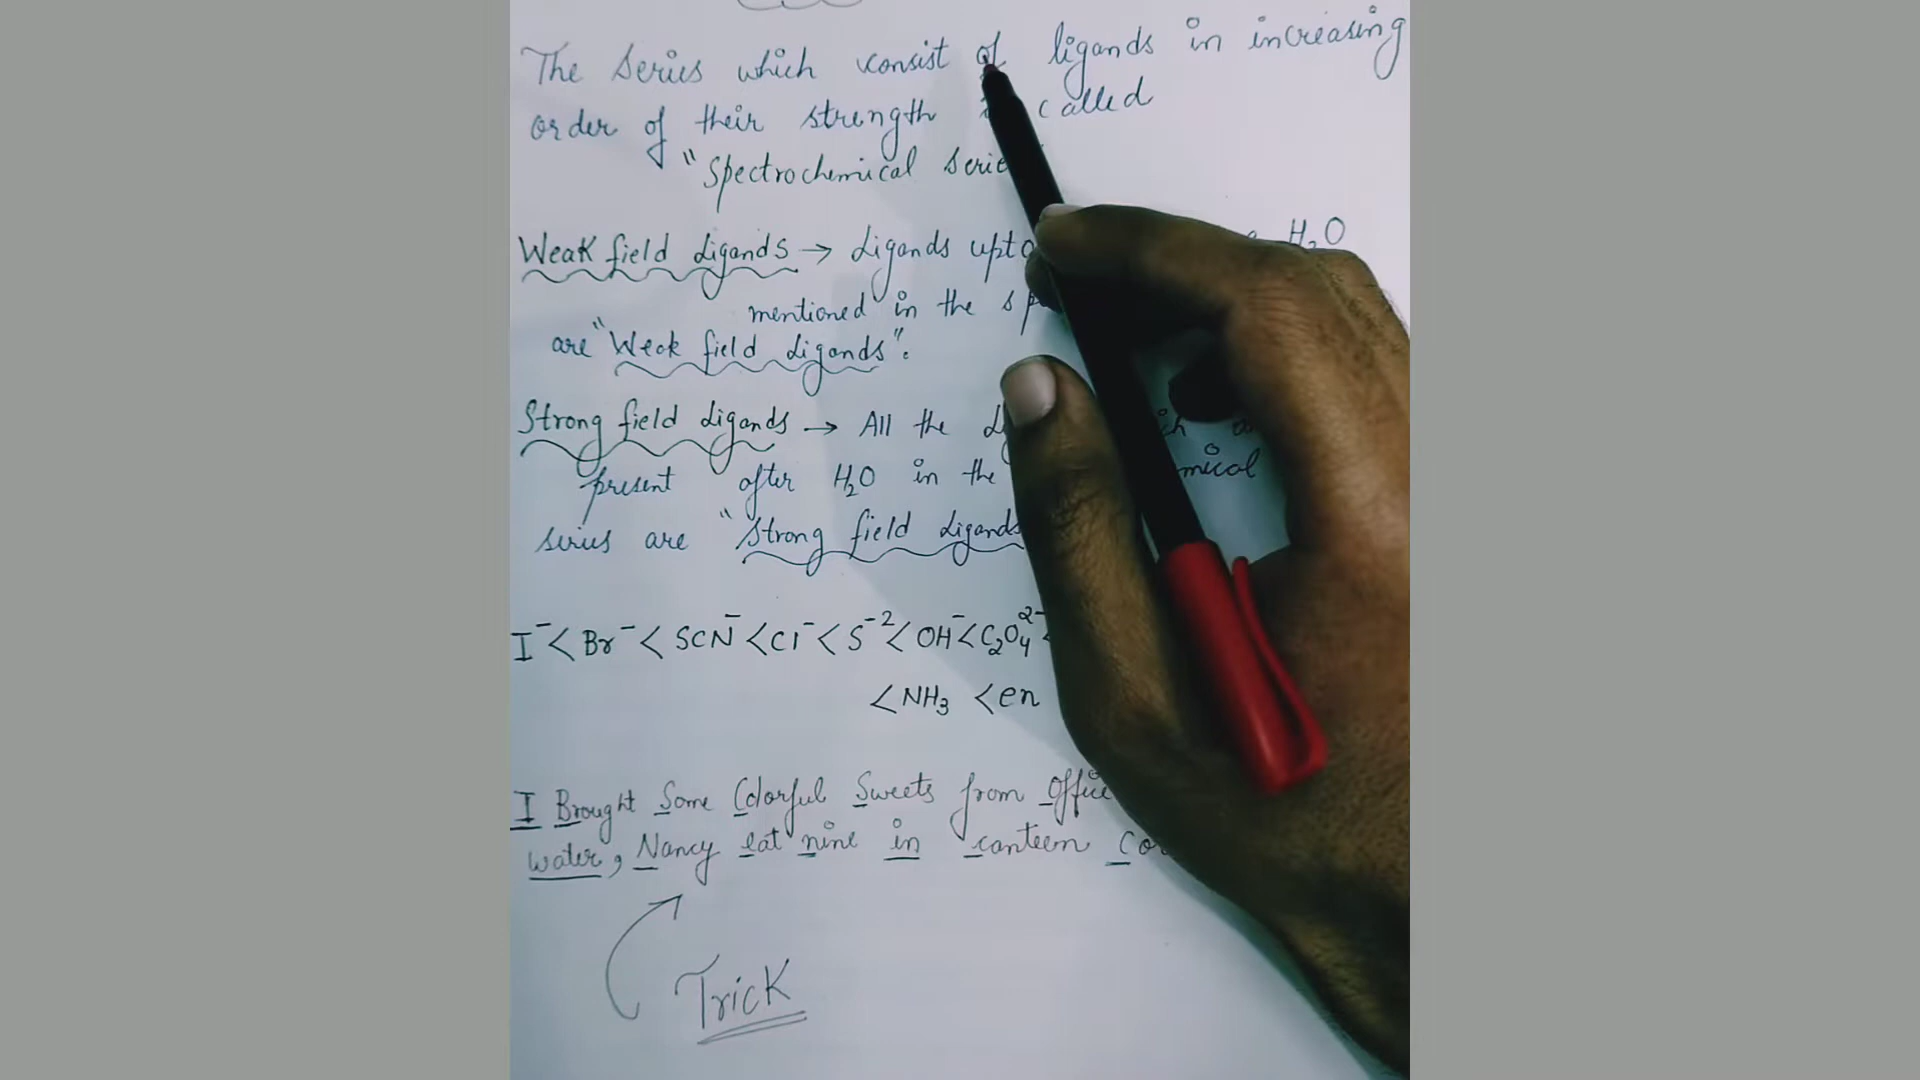 The series which consist of ligands in increasing
order of their strength called
"Spectrochemical
Weak field Ligands → Ligands upto H₂O
mentioned in the
are "Weak field Ligands".
Strong field Ligands → All the
present after H₂O in the
series are "Strong field Ligands
I⁻ < Br⁻ < SCN⁻ < Cl⁻ < S⁻² < OH⁻ < C₂O₄²⁻
< NH₃ < en
I Brought Some Colorful Sweets from
water, Nancy eat nine in canteen
Trick